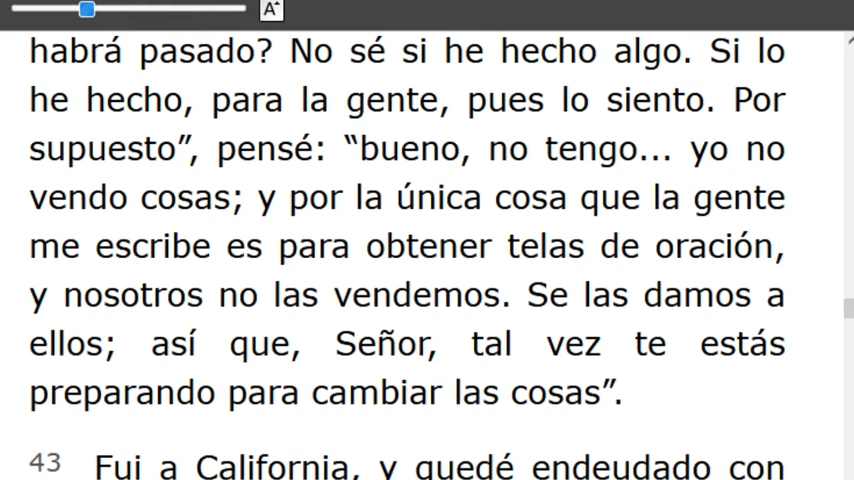 A
habrá pasado? No sé si he hecho algo. Si lo
he hecho, para la gente, pues lo siento. Por
supuesto”, pensé: “bueno, no tengo... yo no
vendo cosas; y por la única cosa que la gente
me escribe es para obtener telas de oración,
y nosotros no las vendemos. Se las damos a
ellos; así que, Señor, tal vez te estás
preparando para cambiar las cosas”.
43 Fui a California, y quedé endeudado con